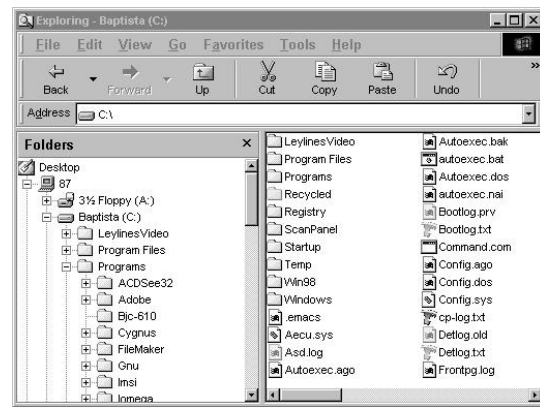 Exploring - Baptista (C:)
File Edit View Go Favorites Tools Help
Back Forward Up Cut Copy Paste Undo »
Address C:\
Folders
Desktop
87
3½ Floppy (A:)
Baptista (C:)
LeylinesVideo
Program Files
Programs
ACDSee32
Adobe
Bjc-610
Cygnus
FileMaker
Gnu
Imsi
Iomega
LeylinesVideo
Program Files
Programs
Recycled
Registry
ScanPanel
Startup
Temp
Win98
Windows
.emacs
Aecu.sys
Asd.log
Autoexec.ago
Autoexec.bak
autoexec.bat
Autoexec.dos
autoexec.nai
Bootlog.prv
Bootlog.txt
Command.com
Config.ago
Config.dos
Config.sys
cp-log.txt
Detlog.old
Detlog.txt
Frontpg.log